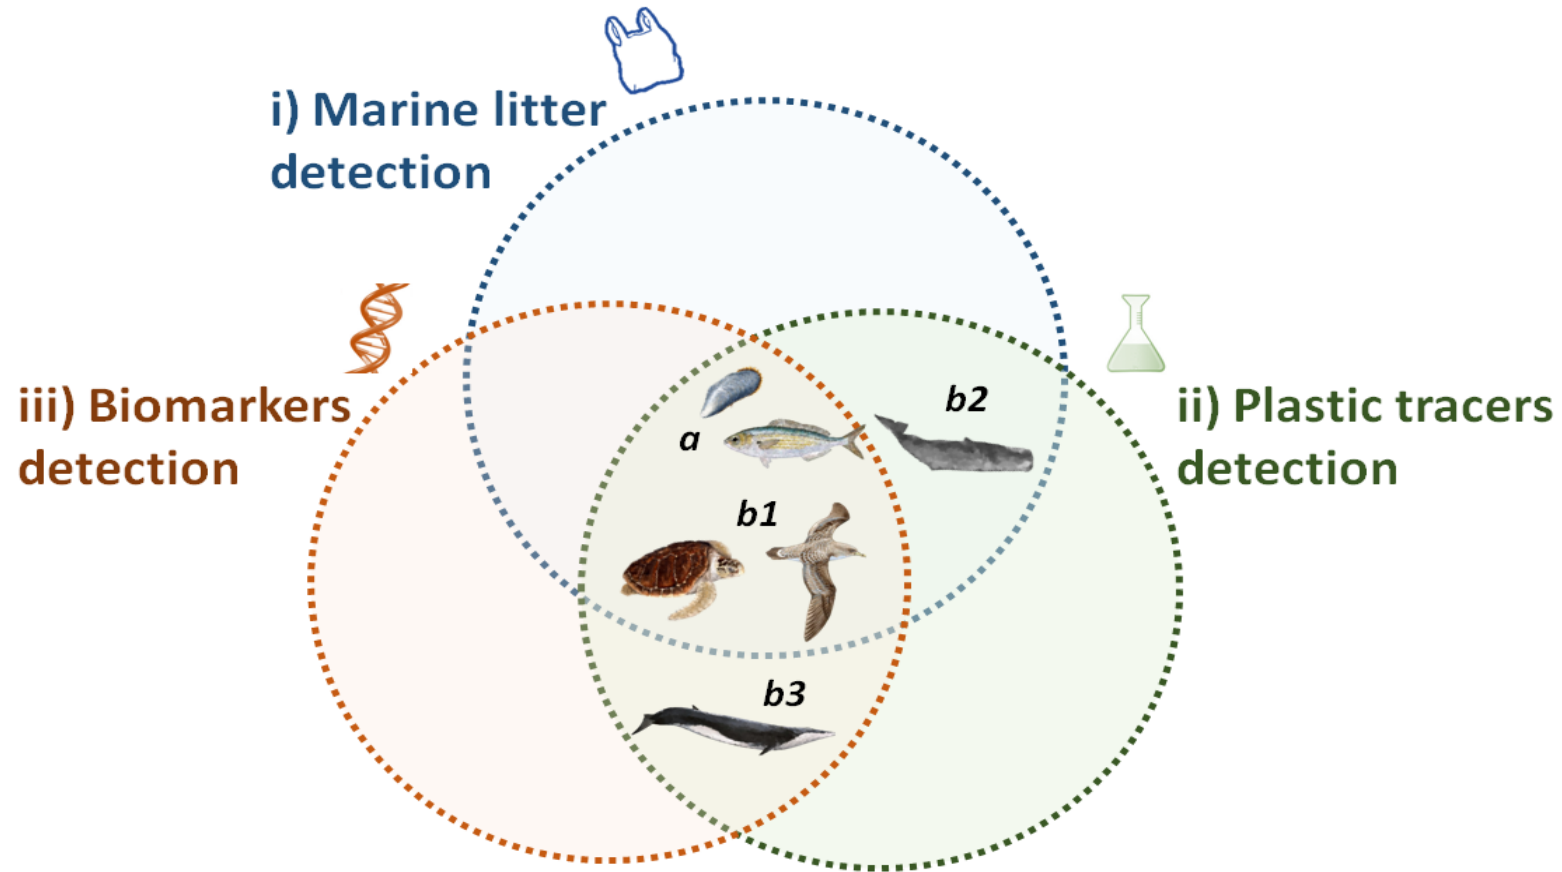 i) Marine litter
detection
iii) Biomarkers
detection
ii) Plastic tracers
detection
b2
a
b1
b3